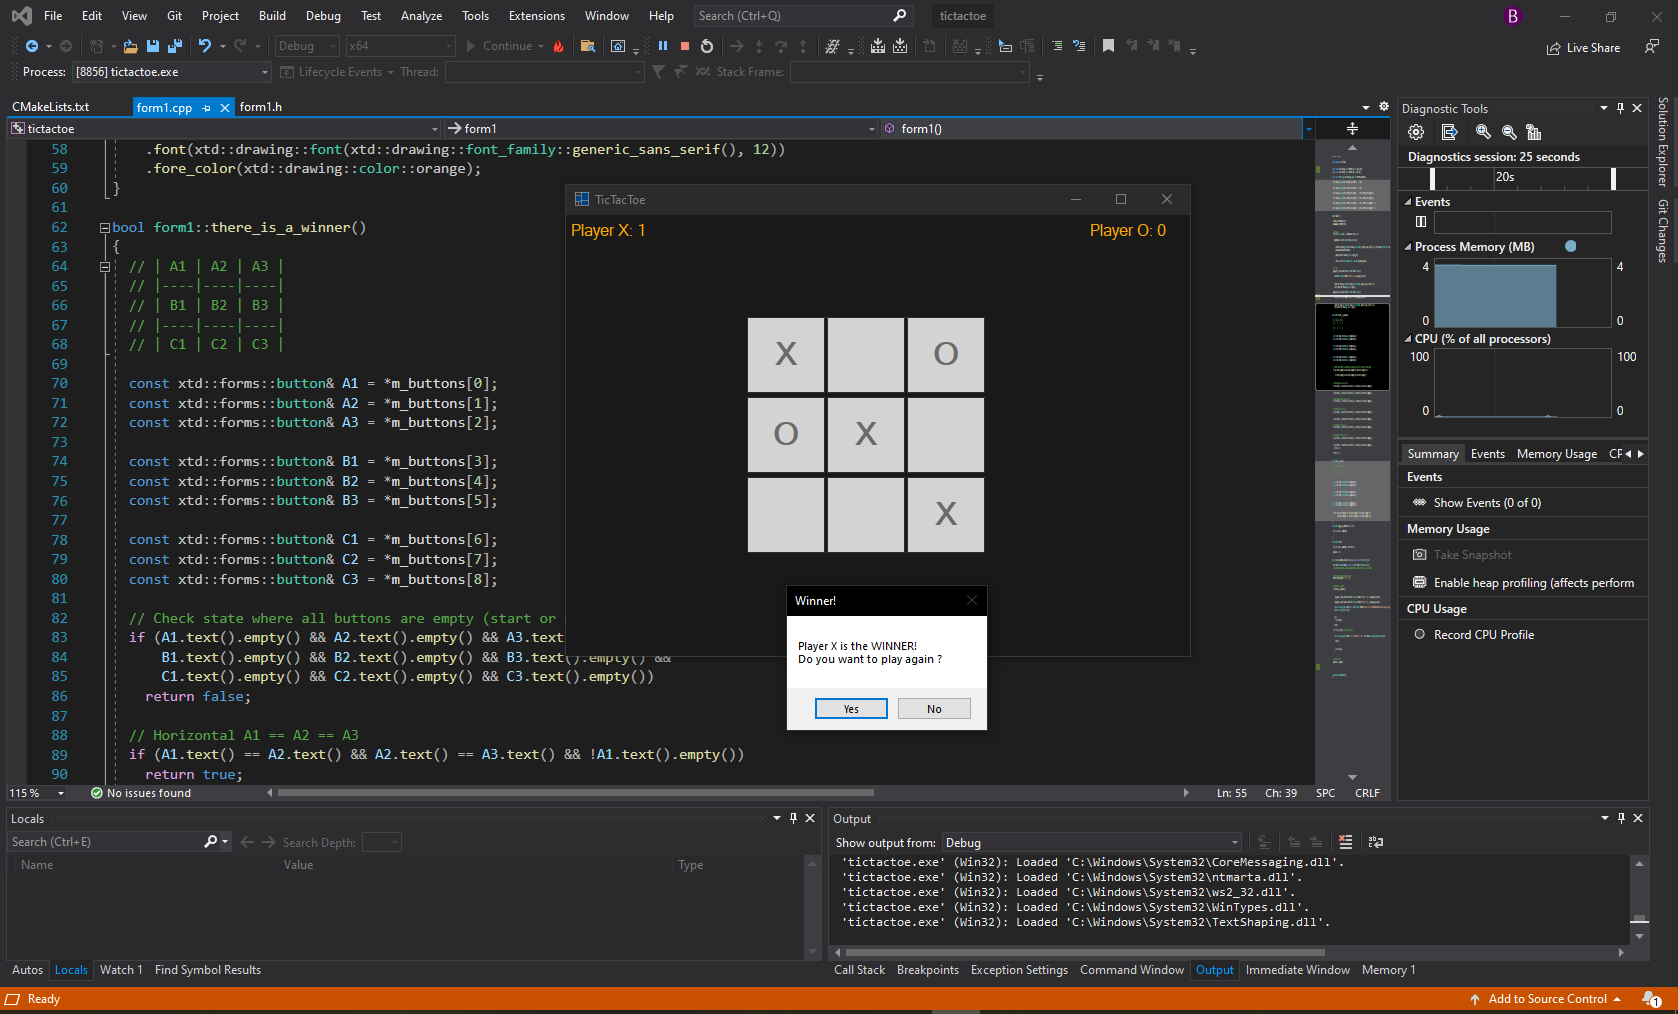 File Edit View Git Project Build Debug Test Analyze Tools Extensions Window Help Search (Ctrl+Q) tictactoe B
Debug x64 Continue Live Share
Process: [8856] tictactoe.exe Lifecycle Events Thread: Stack Frame:
CMakeLists.txt form1.cpp form1.h
tictactoe form1 form1()
58 .font(xtd::drawing::font(xtd::drawing::font_family::generic_sans_serif(), 12))
59 .fore_color(xtd::drawing::color::orange);
60 }
61
62 bool form1::there_is_a_winner()
63 {
64 // | A1 | A2 | A3 |
65 // |----|----|----|
66 // | B1 | B2 | B3 |
67 // |----|----|----|
68 // | C1 | C2 | C3 |
69
70 const xtd::forms::button& A1 = *m_buttons[0];
71 const xtd::forms::button& A2 = *m_buttons[1];
72 const xtd::forms::button& A3 = *m_buttons[2];
73
74 const xtd::forms::button& B1 = *m_buttons[3];
75 const xtd::forms::button& B2 = *m_buttons[4];
76 const xtd::forms::button& B3 = *m_buttons[5];
77
78 const xtd::forms::button& C1 = *m_buttons[6];
79 const xtd::forms::button& C2 = *m_buttons[7];
80 const xtd::forms::button& C3 = *m_buttons[8];
81
82 // Check state where all buttons are empty (start or
83 if (A1.text().empty() && A2.text().empty() && A3.text
84 B1.text().empty() && B2.text().empty() && B3.text().empty() &&
85 C1.text().empty() && C2.text().empty() && C3.text().empty())
86 return false;
87
88 // Horizontal A1 == A2 == A3
89 if (A1.text() == A2.text() && A2.text() == A3.text() && !A1.text().empty())
90 return true;
115 % No issues found Ln: 55 Ch: 39 SPC CRLF
TicTacToe
Player X: 1 Player O: 0
X O
O X
X
Winner!
Player X is the WINNER!
Do you want to play again ?
Yes No
Diagnostic Tools
Diagnostics session: 25 seconds
20s
Events
Process Memory (MB)
4 4
0 0
CPU (% of all processors)
100 100
0 0
Summary Events Memory Usage CP
Events
Show Events (0 of 0)
Memory Usage
Take Snapshot
Enable heap profiling (affects perform
CPU Usage
Record CPU Profile
Solution Explorer
Git Changes
Locals
Search (Ctrl+E) Search Depth:
Name Value Type
Autos Locals Watch 1 Find Symbol Results
Output
Show output from: Debug
'tictactoe.exe' (Win32): Loaded 'C:\Windows\System32\CoreMessaging.dll'.
'tictactoe.exe' (Win32): Loaded 'C:\Windows\System32\ntmarta.dll'.
'tictactoe.exe' (Win32): Loaded 'C:\Windows\System32\ws2_32.dll'.
'tictactoe.exe' (Win32): Loaded 'C:\Windows\System32\WinTypes.dll'.
'tictactoe.exe' (Win32): Loaded 'C:\Windows\System32\TextShaping.dll'.
Call Stack Breakpoints Exception Settings Command Window Output Immediate Window Memory 1
Ready Add to Source Control 1